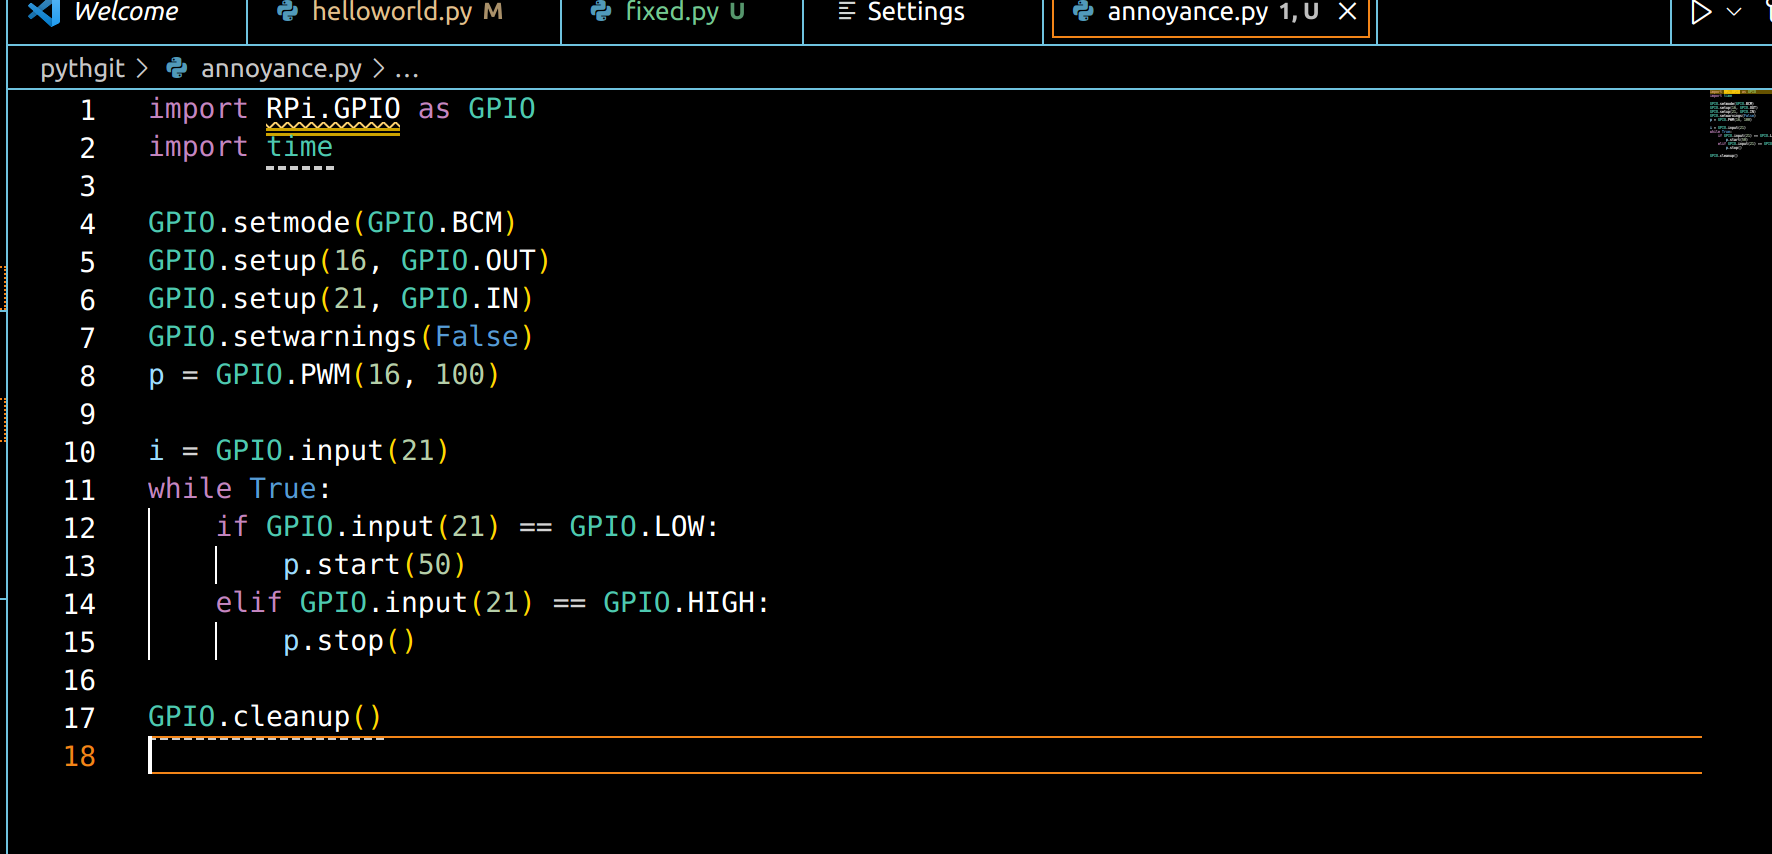 Welcome helloworld.py M fixed.py U Settings annoyance.py 1, U
pythgit > annoyance.py > ...
1 import RPi.GPIO as GPIO
2 import time
3
4 GPIO.setmode(GPIO.BCM)
5 GPIO.setup(16, GPIO.OUT)
6 GPIO.setup(21, GPIO.IN)
7 GPIO.setwarnings(False)
8 p = GPIO.PWM(16, 100)
9
10 i = GPIO.input(21)
11 while True:
12     if GPIO.input(21) == GPIO.LOW:
13         p.start(50)
14     elif GPIO.input(21) == GPIO.HIGH:
15         p.stop()
16
17 GPIO.cleanup()
18